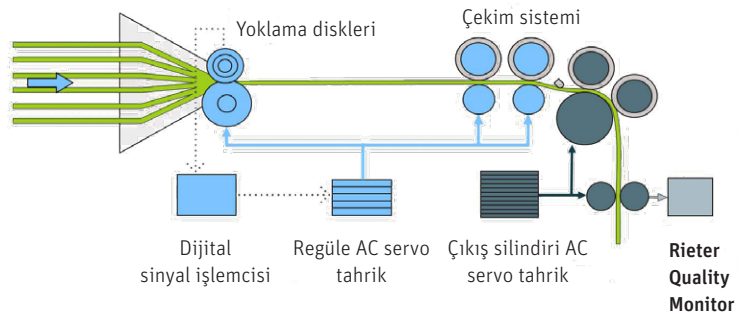 Yoklama diskleri
Çekim sistemi
Dijital
sinyal işlemcisi
Regüle AC servo
tahrik
Çıkış silindiri AC
servo tahrik
Rieter
Quality
Monitor